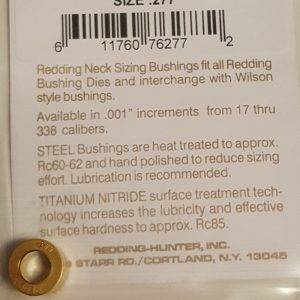 SIZE .277
6 11760 76277 2
Redding Neck Sizing Bushings fit all Redding
Bushing Dies and interchange with Wilson
style bushings.
Available in .001" increments from 17 thru
338 calibers.
STEEL Bushings are heat treated to approx.
Rc60-62 and hand polished to reduce sizing
effort. Lubrication is recommended.
TITANIUM NITRIDE surface treatment tech-
nology increases the lubricity and effective
surface hardness to approx. Rc85.
REDDING-HUNTER, INC.
STARR RD./CORTLAND, N.Y. 13045